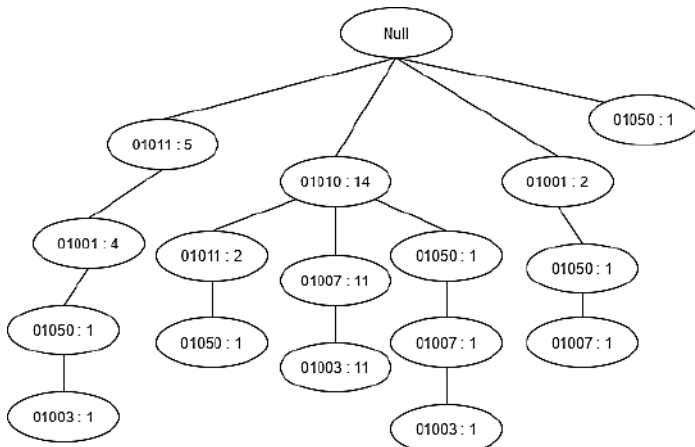 Null
01050 : 1
01011 : 5
01010 : 14
01001 : 2
01001 : 4
01011 : 2
01007 : 11
01050 : 1
01050 : 1
01050 : 1
01050 : 1
01003 : 11
01007 : 1
01007 : 1
01003 : 1
01003 : 1